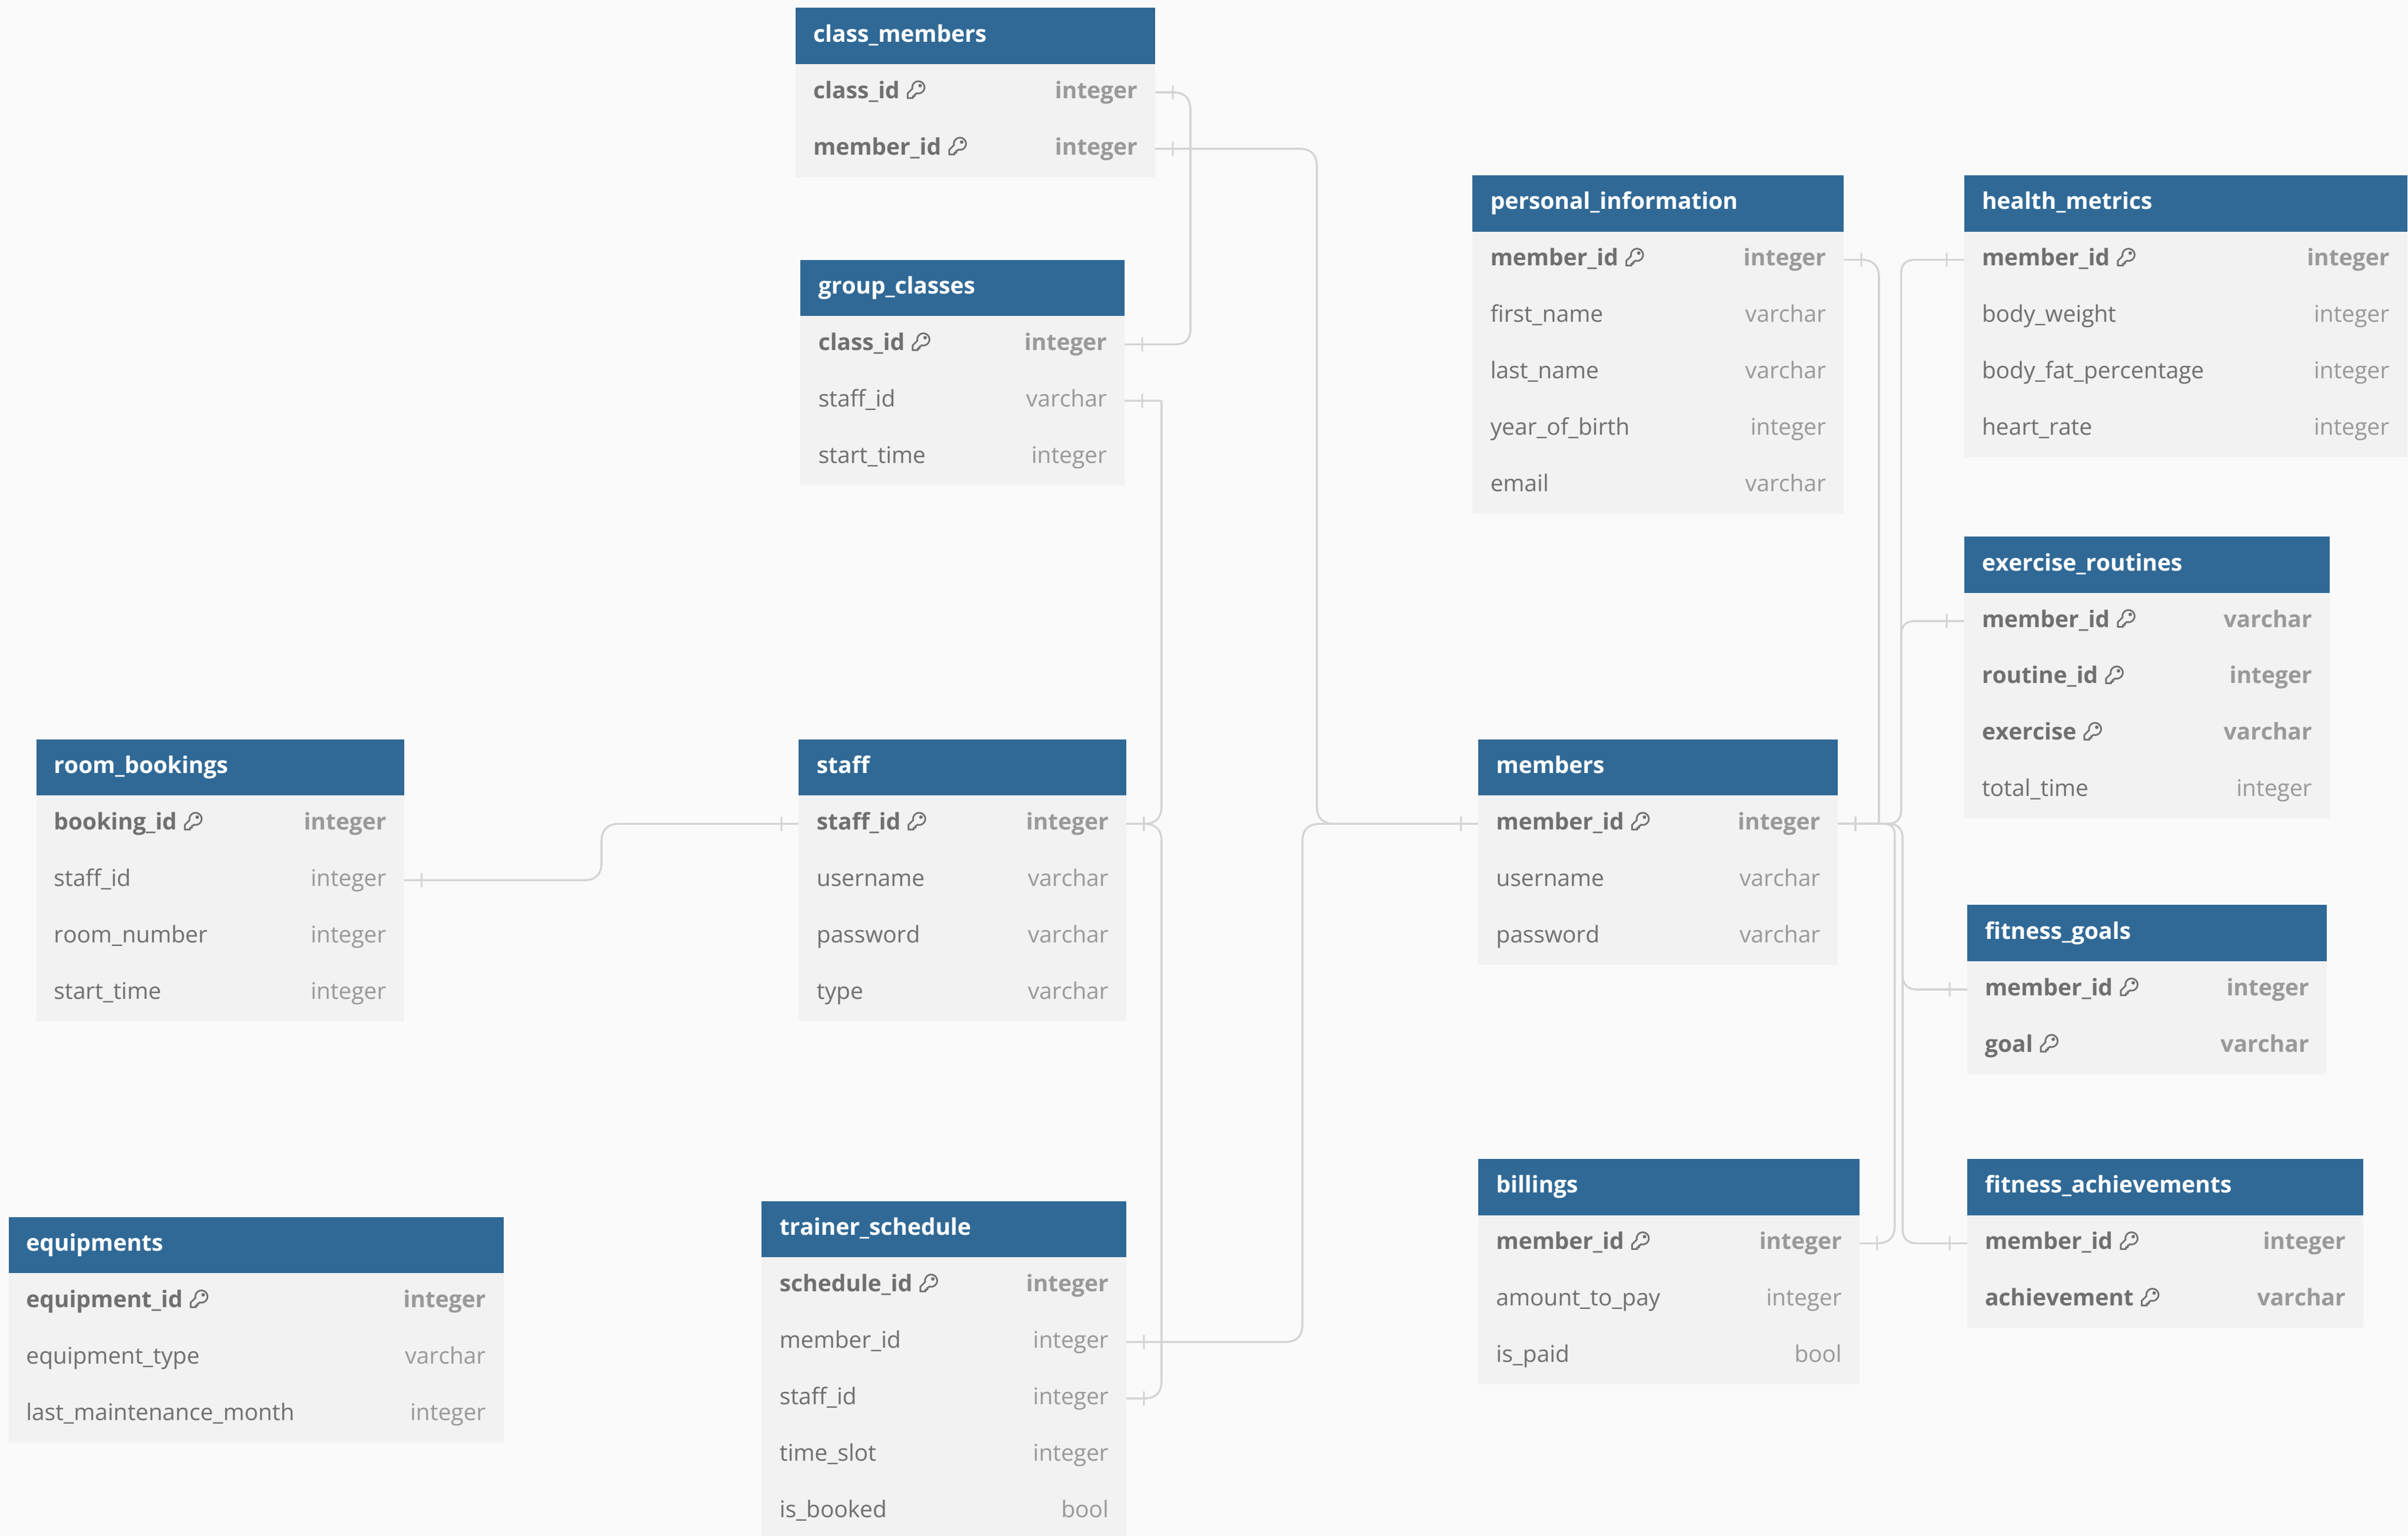 class_members
class_id integer
member_id integer
group_classes
class_id integer
staff_id varchar
start_time integer
personal_information
member_id integer
first_name varchar
last_name varchar
year_of_birth integer
email varchar
health_metrics
member_id integer
body_weight integer
body_fat_percentage integer
heart_rate integer
exercise_routines
member_id varchar
routine_id integer
exercise varchar
total_time integer
room_bookings
booking_id integer
staff_id integer
room_number integer
start_time integer
staff
staff_id integer
username varchar
password varchar
type varchar
members
member_id integer
username varchar
password varchar
fitness_goals
member_id integer
goal varchar
equipments
equipment_id integer
equipment_type varchar
last_maintenance_month integer
trainer_schedule
schedule_id integer
member_id integer
staff_id integer
time_slot integer
is_booked bool
billings
member_id integer
amount_to_pay integer
is_paid bool
fitness_achievements
member_id integer
achievement varchar